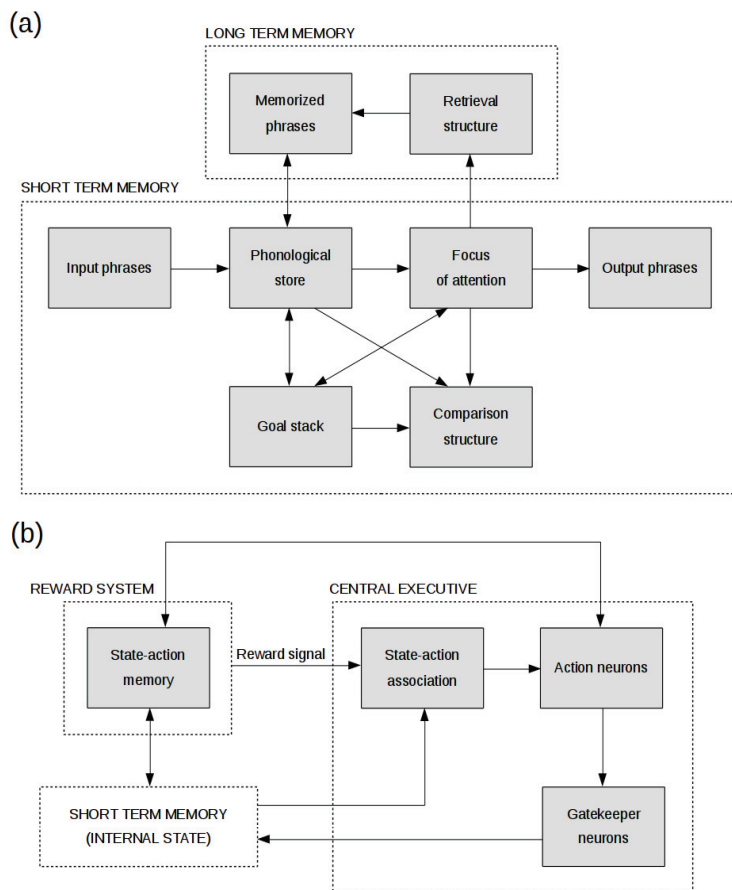 (a)
LONG TERM MEMORY
Memorized
phrases
Retrieval
structure
SHORT TERM MEMORY
Input phrases
Phonological
store
Focus
of attention
Output phrases
Goal stack
Comparison
structure
(b)
REWARD SYSTEM
CENTRAL EXECUTIVE
State-action
memory
Reward signal
State-action
association
Action neurons
SHORT TERM MEMORY
(INTERNAL STATE)
Gatekeeper
neurons